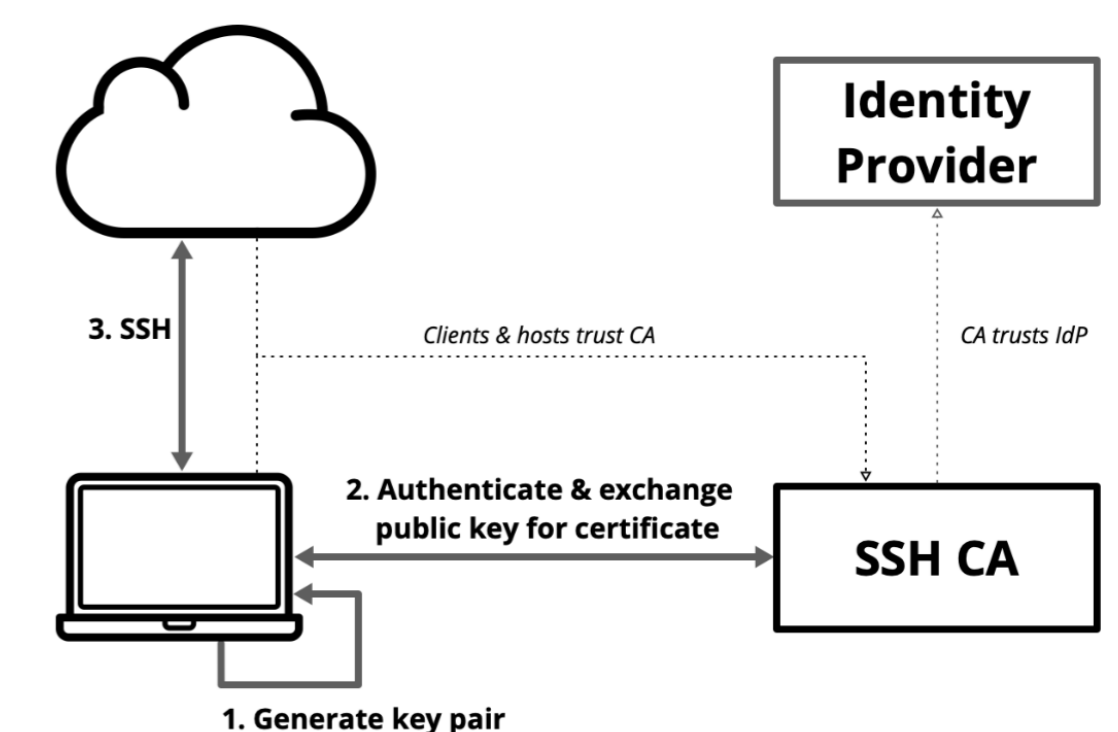 Identity
Provider
3. SSH
Clients & hosts trust CA
CA trusts IdP
2. Authenticate & exchange
public key for certificate
SSH CA
1. Generate key pair